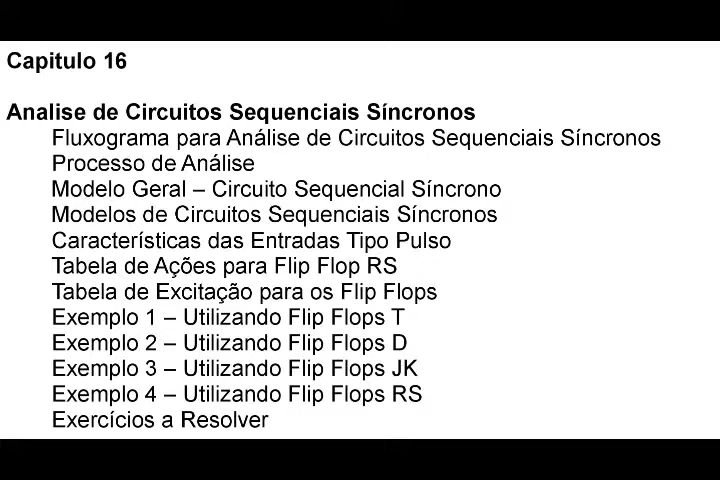 Capitulo 16
Analise de Circuitos Sequenciais Síncronos
Fluxograma para Análise de Circuitos Sequenciais Síncronos
Processo de Análise
Modelo Geral – Circuito Sequencial Síncrono
Modelos de Circuitos Sequenciais Síncronos
Características das Entradas Tipo Pulso
Tabela de Ações para Flip Flop RS
Tabela de Excitação para os Flip Flops
Exemplo 1 – Utilizando Flip Flops T
Exemplo 2 – Utilizando Flip Flops D
Exemplo 3 – Utilizando Flip Flops JK
Exemplo 4 – Utilizando Flip Flops RS
Exercícios a Resolver